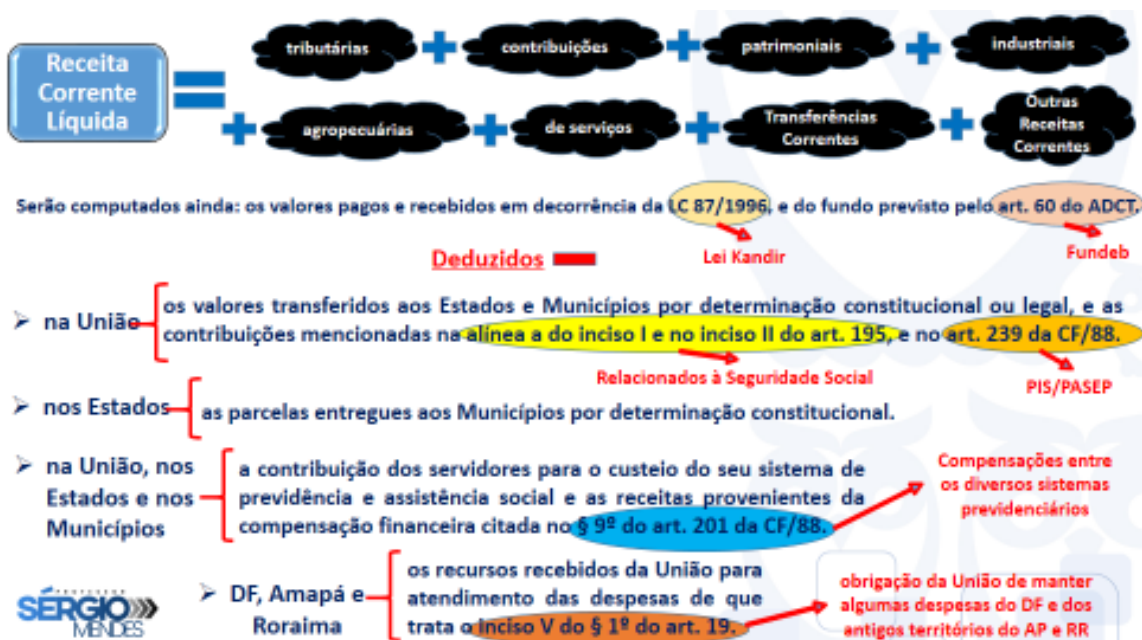 Receita
Corrente
Líquida
tributárias
contribuições
patrimoniais
industriais
agropecuárias
de serviços
Transferências
Correntes
Outras
Receitas
Correntes
Serão computados ainda: os valores pagos e recebidos em decorrência da LC 87/1996, e do fundo previsto pelo art. 60 do ADCT.
Lei Kandir
Fundeb
Deduzidos
na União
os valores transferidos aos Estados e Municípios por determinação constitucional ou legal, e as
contribuições mencionadas na alínea a do inciso I e no inciso II do art. 195, e no art. 239 da CF/88.
Relacionados à Seguridade Social
PIS/PASEP
nos Estados
as parcelas entregues aos Municípios por determinação constitucional.
na União, nos
Estados e nos
Municípios
a contribuição dos servidores para o custeio do seu sistema de
previdência e assistência social e as receitas provenientes da
compensação financeira citada no § 9º do art. 201 da CF/88.
Compensações entre
os diversos sistemas
previdenciários
DF, Amapá e
Roraima
os recursos recebidos da União para
atendimento das despesas de que
trata o inciso V do § 1º do art. 19.
obrigação da União de manter
algumas despesas do DF e dos
antigos territórios do AP e RR
PROFESSOR
SÉRGIO
MENDES